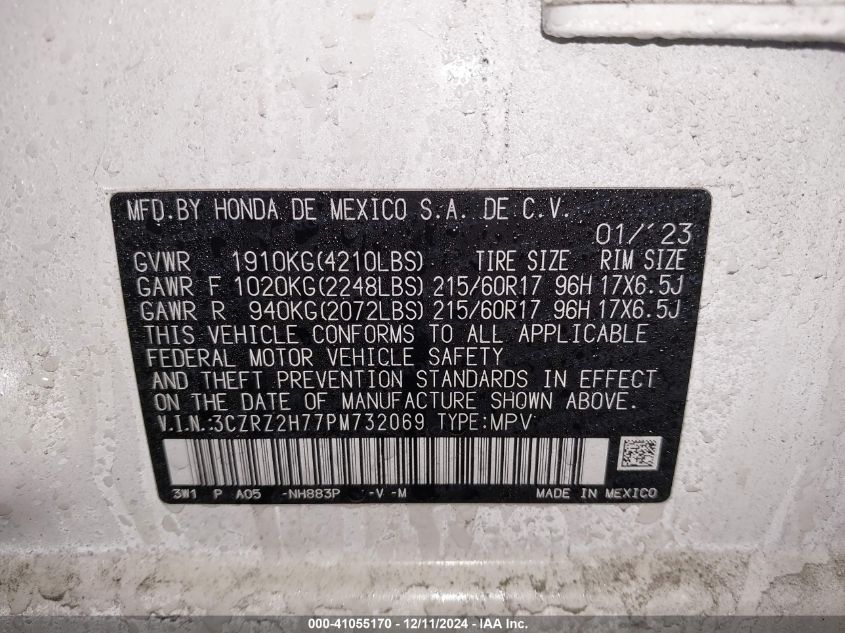 MFD.BY HONDA DE MEXICO S.A. DE C.V.
01/'23
GVWR 1910KG(4210LBS) TIRE SIZE RIM SIZE
GAWR F 1020KG(2248LBS) 215/60R17 96H 17X6.5J
GAWR R 940KG(2072LBS) 215/60R17 96H 17X6.5J
THIS VEHICLE CONFORMS TO ALL APPLICABLE
FEDERAL MOTOR VEHICLE SAFETY
AND THEFT PREVENTION STANDARDS IN EFFECT
ON THE DATE OF MANUFACTURE SHOWN ABOVE.
V.I.N.:3CZRZ2H77PM732069 TYPE:MPV
3W1 P A05 -NH883P -V -M MADE IN MEXICO
000-41055170 - 12/11/2024 - IAA Inc.